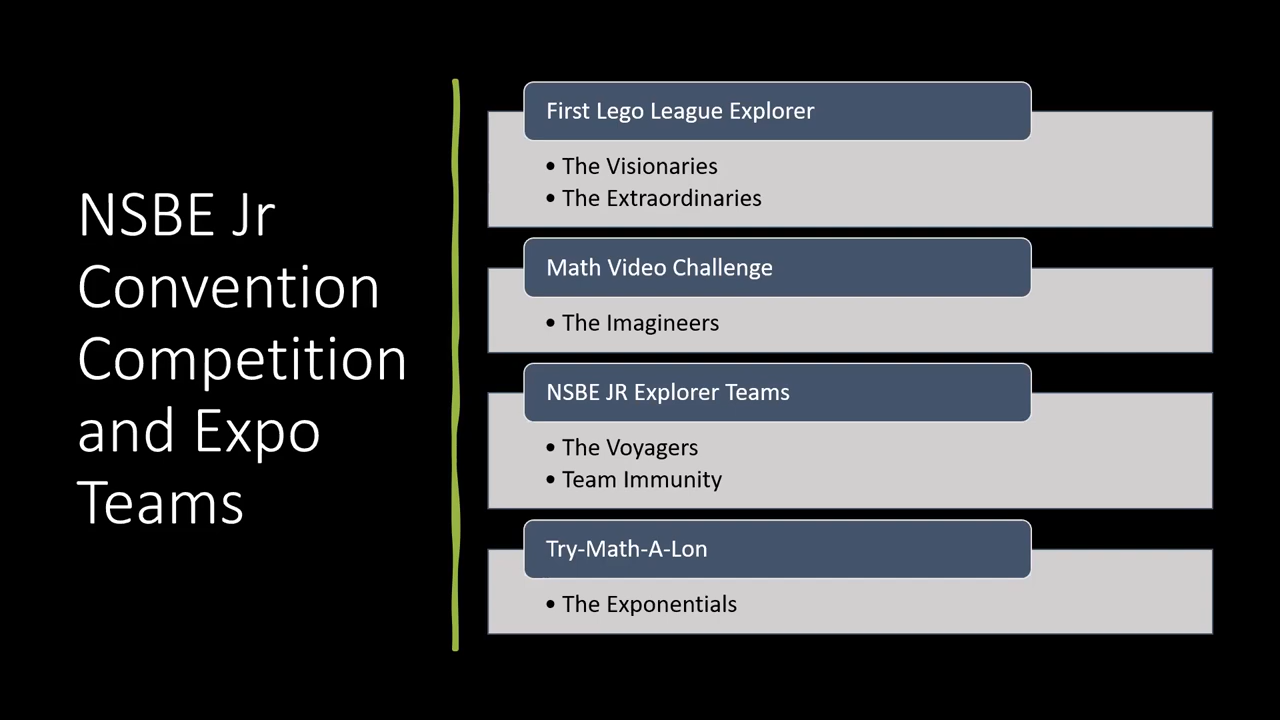 NSBE Jr
Convention
Competition
and Expo
Teams
First Lego League Explorer
• The Visionaries
• The Extraordinaries
Math Video Challenge
• The Imagineers
NSBE JR Explorer Teams
• The Voyagers
• Team Immunity
Try-Math-A-Lon
• The Exponentials